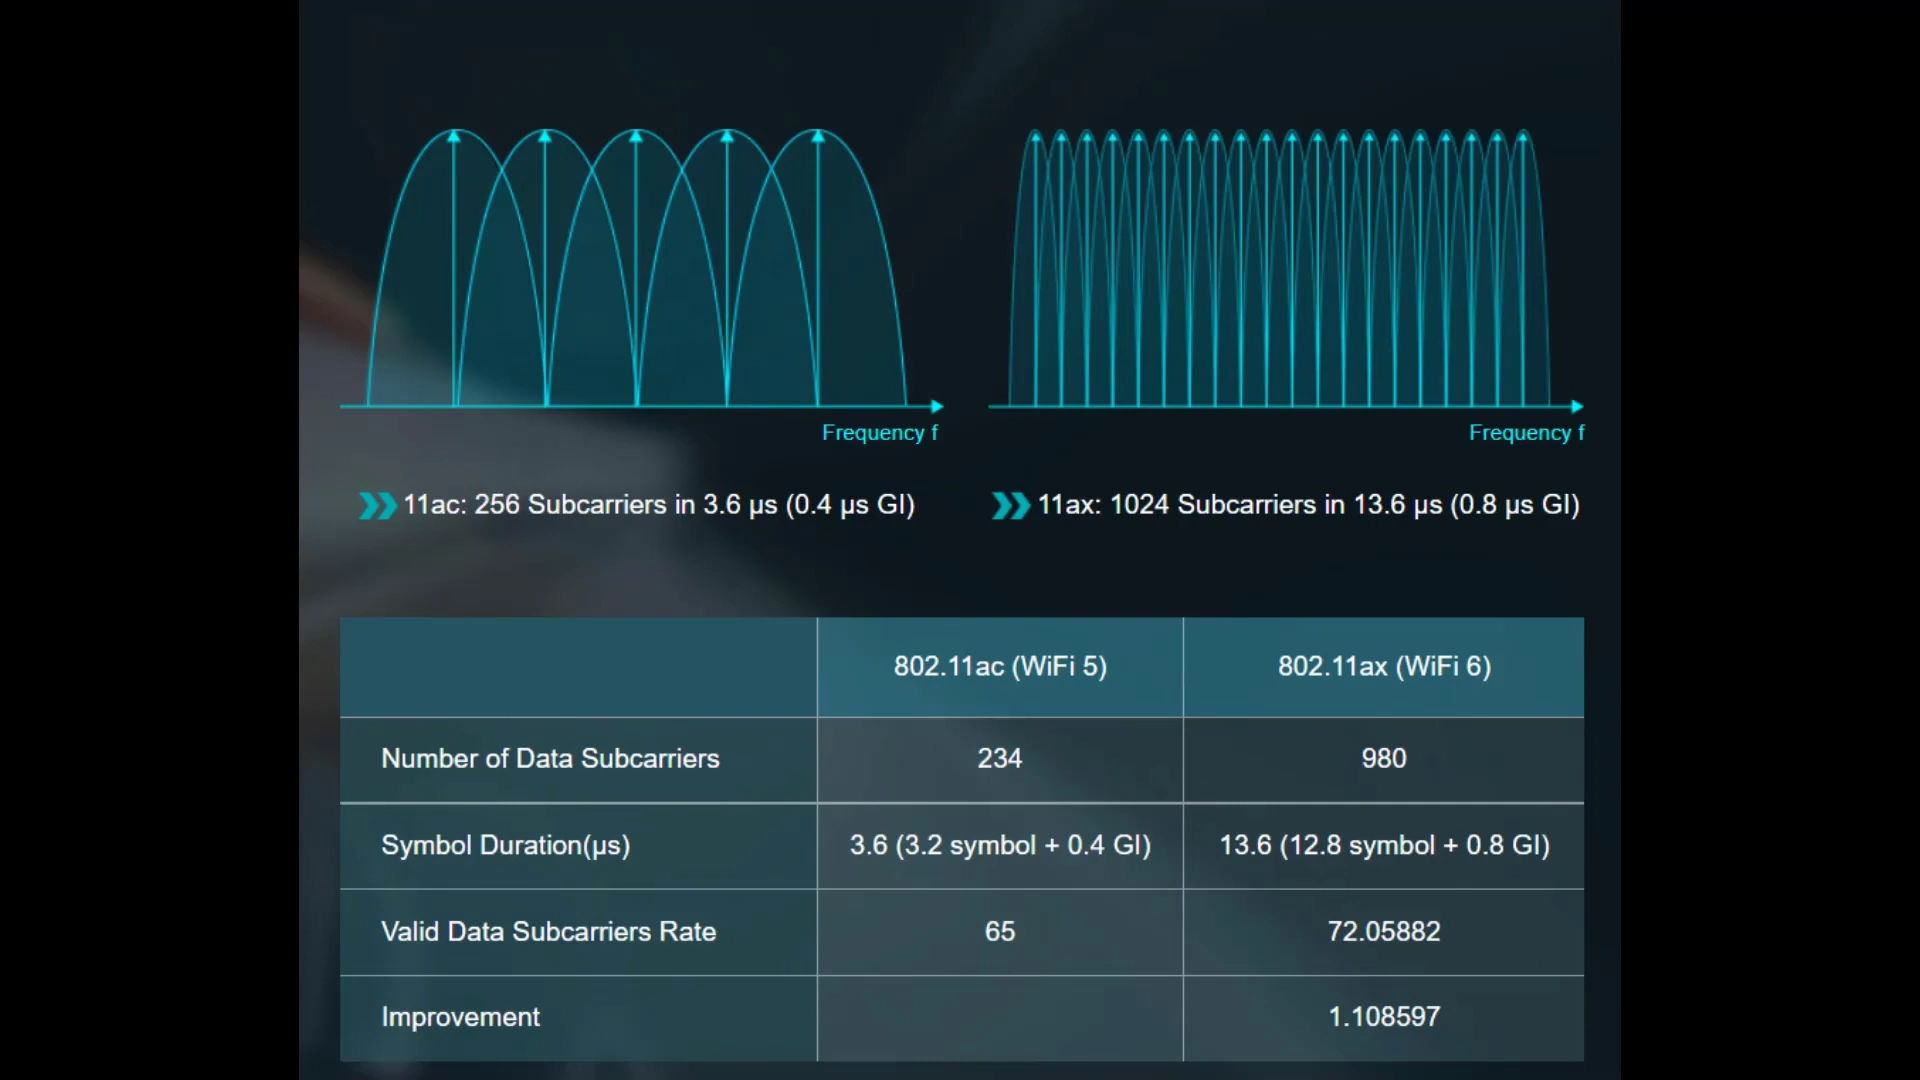 Frequency f
Frequency f
11ac: 256 Subcarriers in 3.6 µs (0.4 µs GI)
11ax: 1024 Subcarriers in 13.6 µs (0.8 µs GI)
802.11ac (WiFi 5)
802.11ax (WiFi 6)
Number of Data Subcarriers
234
980
Symbol Duration(µs)
3.6 (3.2 symbol + 0.4 GI)
13.6 (12.8 symbol + 0.8 GI)
Valid Data Subcarriers Rate
65
72.05882
Improvement
1.108597